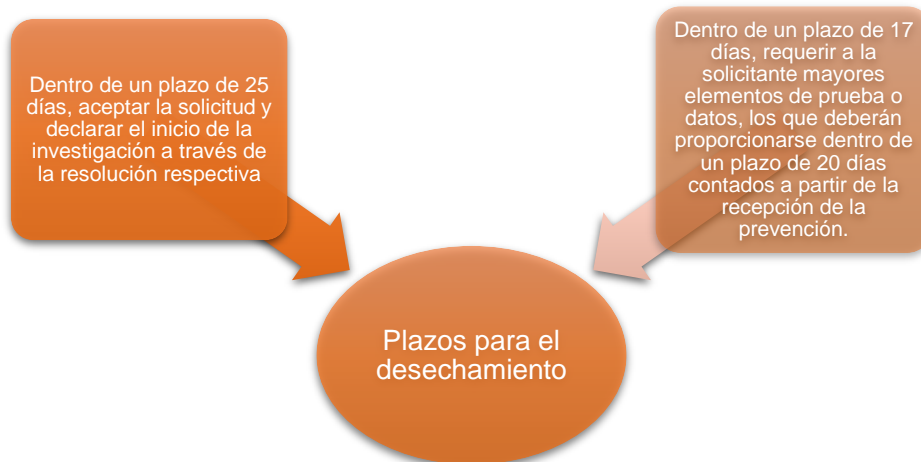 Dentro de un plazo de 25
días, aceptar la solicitud y
declarar el inicio de la
investigación a través de
la resolución respectiva
Dentro de un plazo de 17
días, requerir a la
solicitante mayores
elementos de prueba o
datos, los que deberán
proporcionarse dentro de
un plazo de 20 días
contados a partir de la
recepción de la
prevención.
Plazos para el
desechamiento